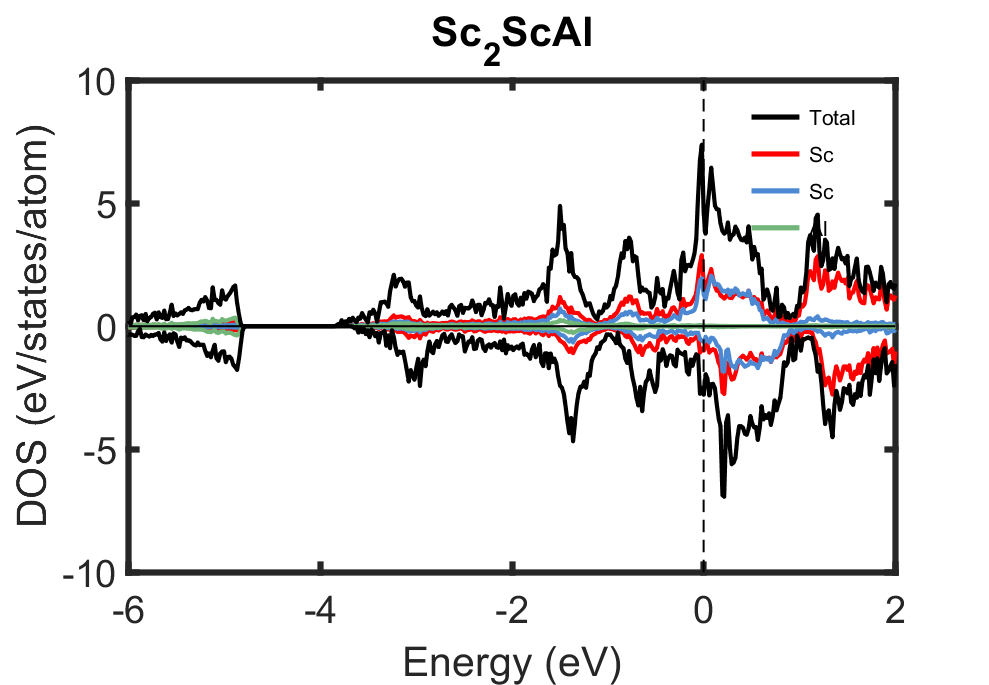 Sc2ScAl
10
5
0
-5
-10
-6
-4
-2
0
2
DOS (eV/states/atom)
Energy (eV)
Total
Sc
Sc